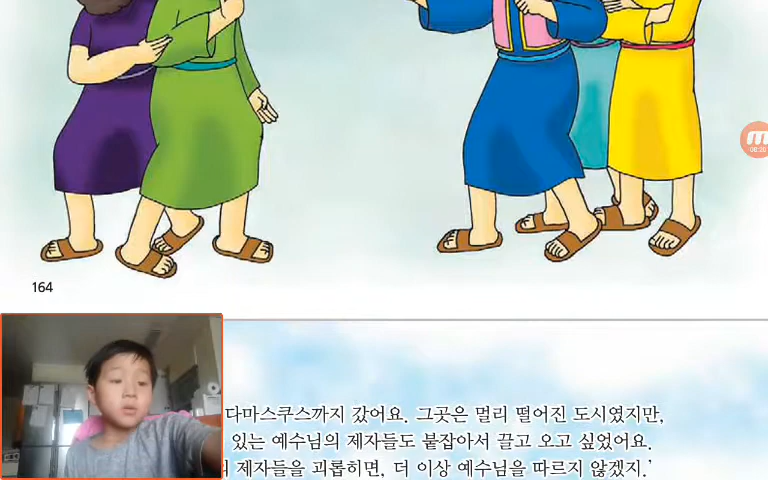 164
다마스쿠스까지 갔어요. 그곳은 멀리 떨어진 도시였지만,
있는 예수님의 제자들도 붙잡아서 끌고 오고 싶었어요.
제자들을 괴롭히면, 더 이상 예수님을 따르지 않겠지.'